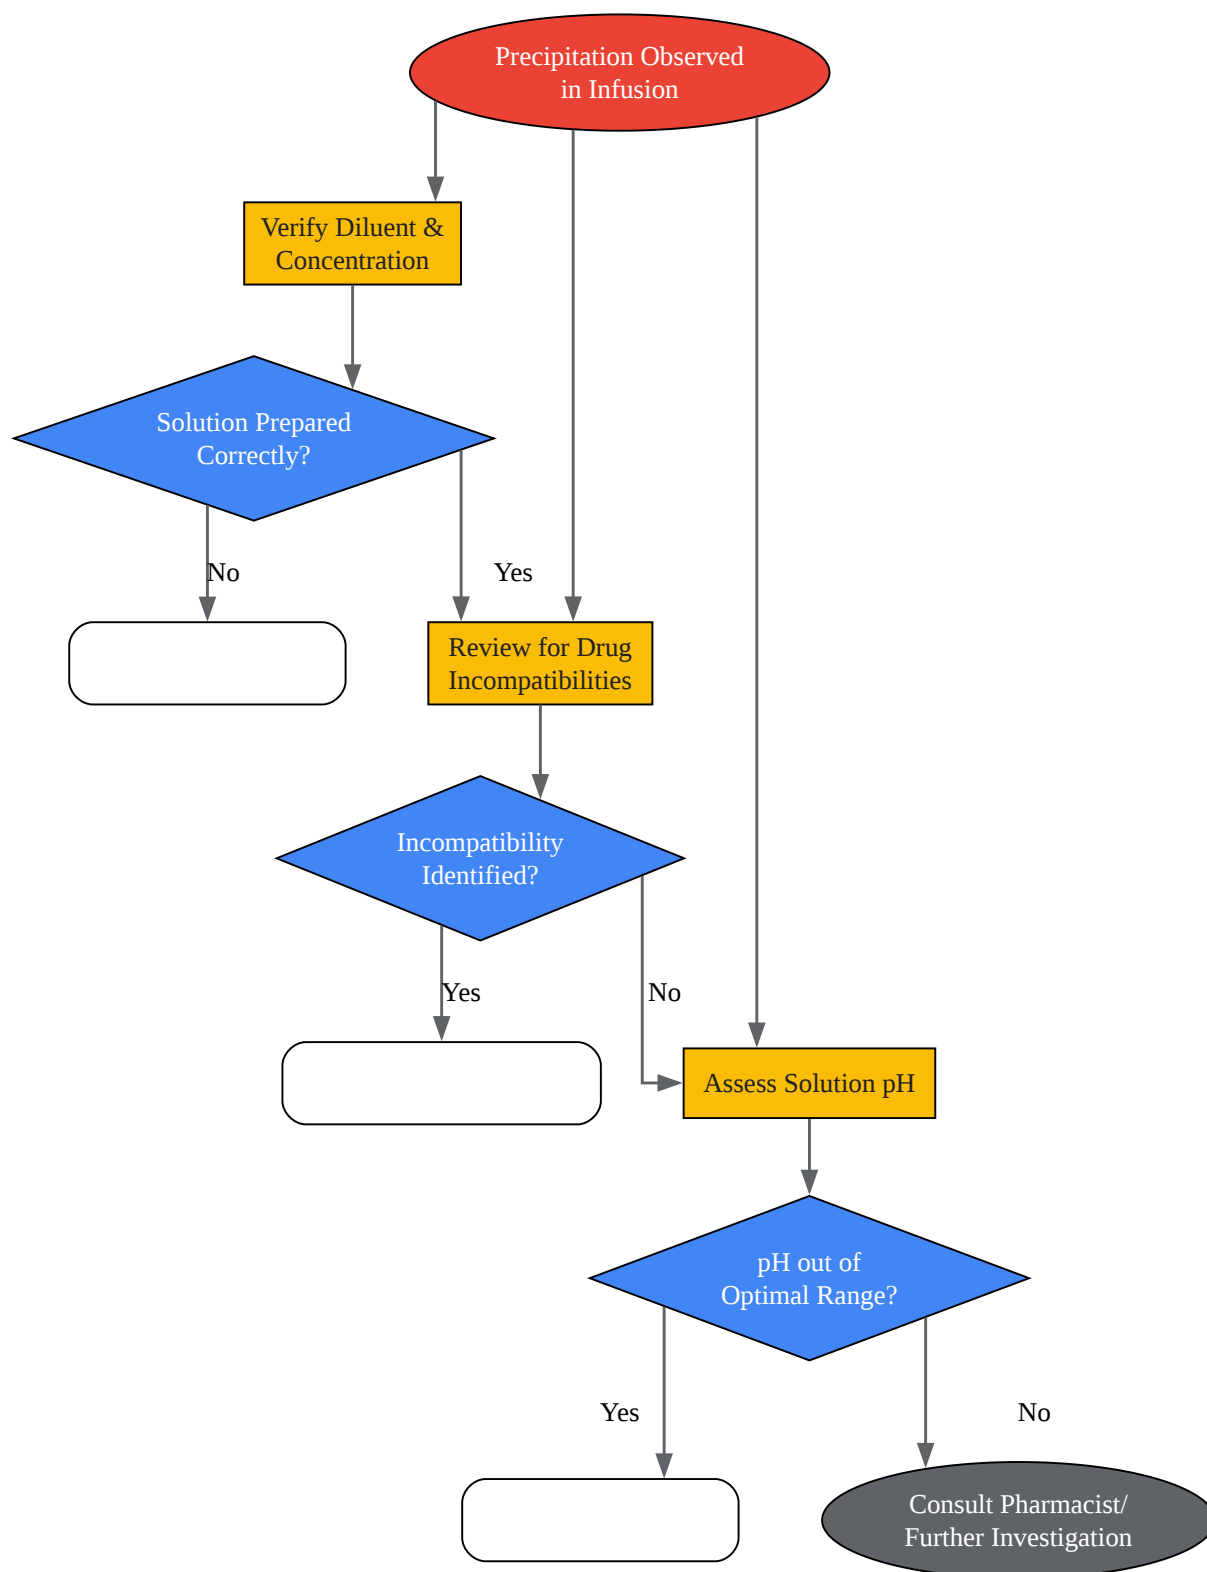 Precipitation Observed
in Infusion
Verify Diluent &
Concentration
Solution Prepared
Correctly?
No
Yes
Review for Drug
Incompatibilities
Incompatibility
Identified?
Yes
No
Assess Solution pH
pH out of
Optimal Range?
Yes
No
Consult Pharmacist/
Further Investigation